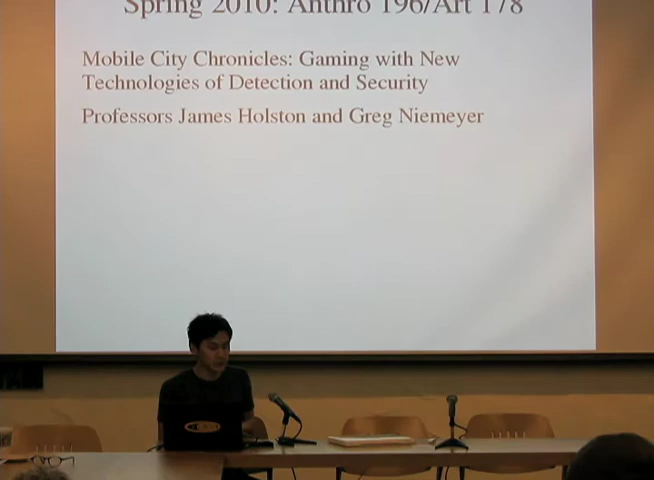 Spring 2010: Anthro 196/Art 178
Mobile City Chronicles: Gaming with New
Technologies of Detection and Security
Professors James Holston and Greg Niemeyer